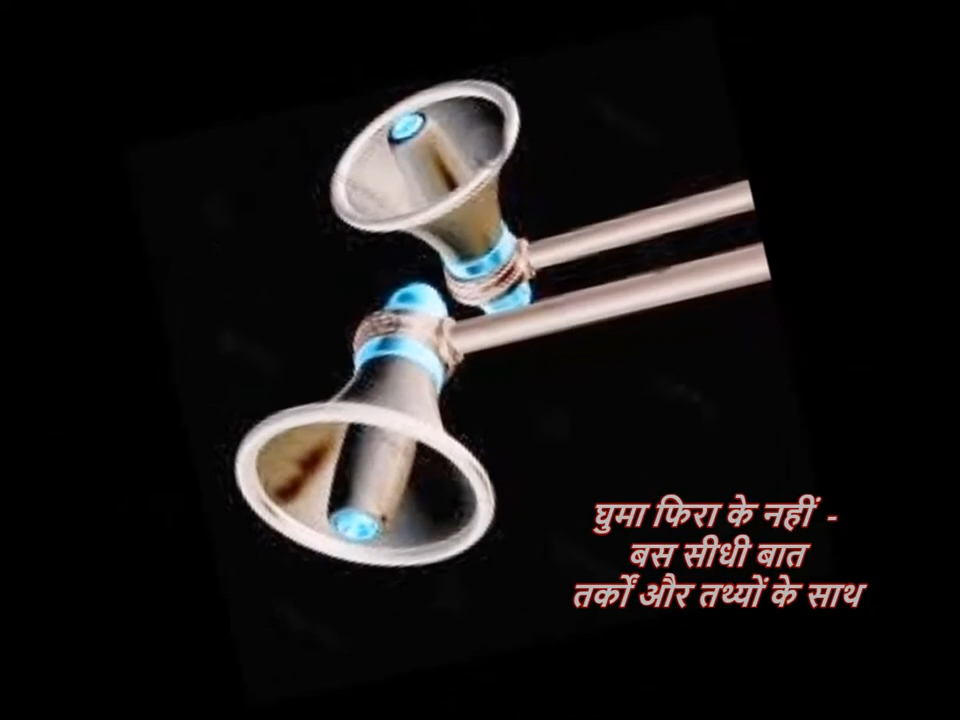 घुमा फिरा के नहीं -
बस सीधी बात
तर्कों और तथ्यों के साथ